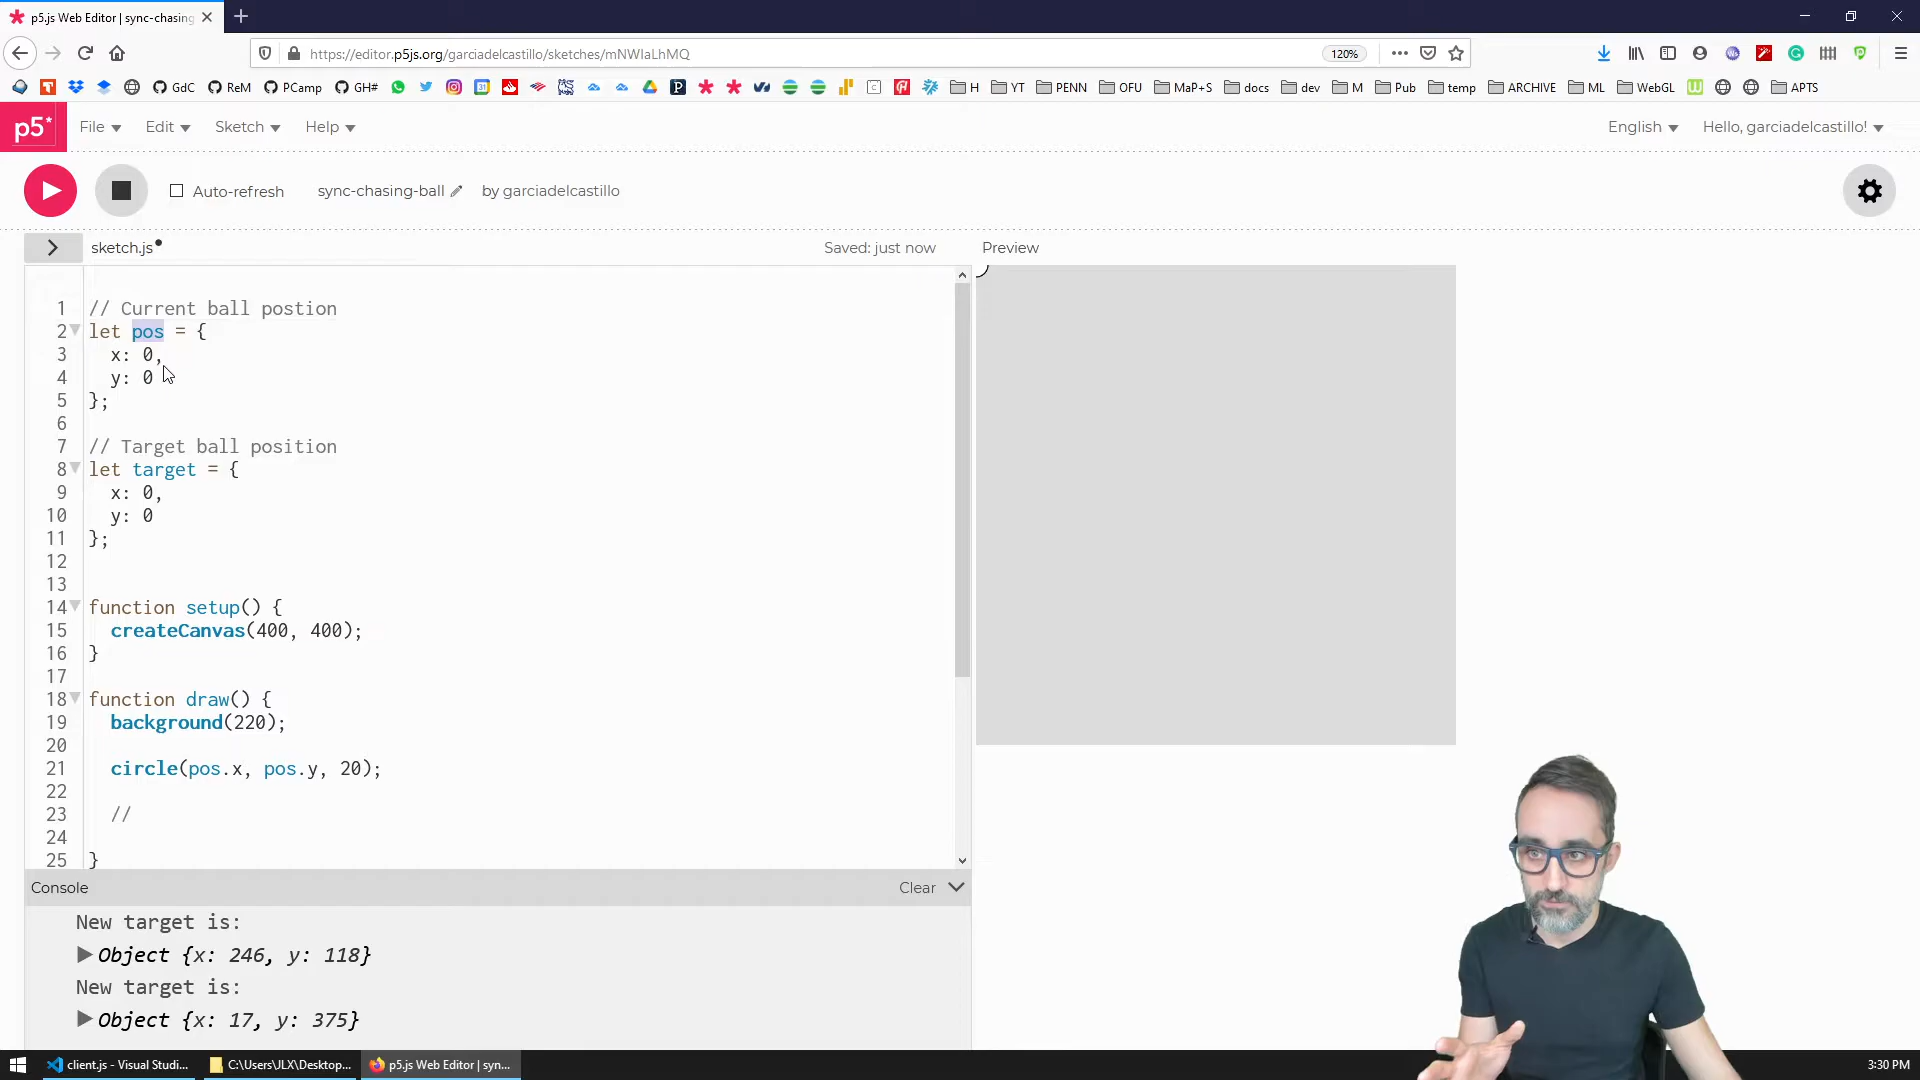 p5.js Web Editor | sync-chasing
https://editor.p5js.org/garciadelcastillo/sketches/mNWIaLhMQ
120%
GdC ReM PCamp GH# H YT PENN OFU MaP+S docs dev M Pub temp ARCHIVE ML WebGL APTS
p5* File Edit Sketch Help English Hello, garciadelcastillo!
Auto-refresh sync-chasing-ball by garciadelcastillo
sketch.js Saved: just now Preview
1 // Current ball postion
2 let pos = {
3 x: 0,
4 y: 0
5 };
6
7 // Target ball position
8 let target = {
9 x: 0,
10 y: 0
11 };
12
13
14 function setup() {
15 createCanvas(400, 400);
16 }
17
18 function draw() {
19 background(220);
20
21 circle(pos.x, pos.y, 20);
22
23 //
24
25 }
Console Clear
New target is:
Object {x: 246, y: 118}
New target is:
Object {x: 17, y: 375}
client.js - Visual Studi... C:\Users\JLX\Desktop... p5.js Web Editor | syn... 3:30 PM